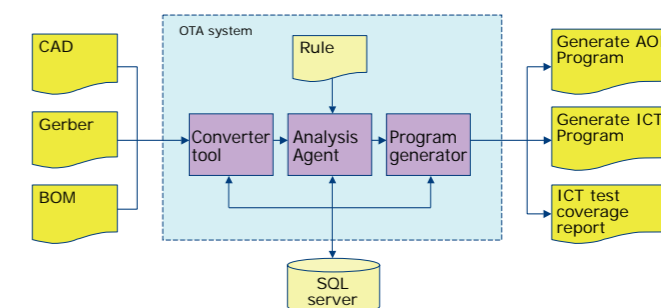 OTA system
CAD
Gerber
BOM
Rule
Converter
tool
Analysis
Agent
Program
generator
SQL
server
Generate AO
Program
Generate ICT
Program
ICT test
coverage
report